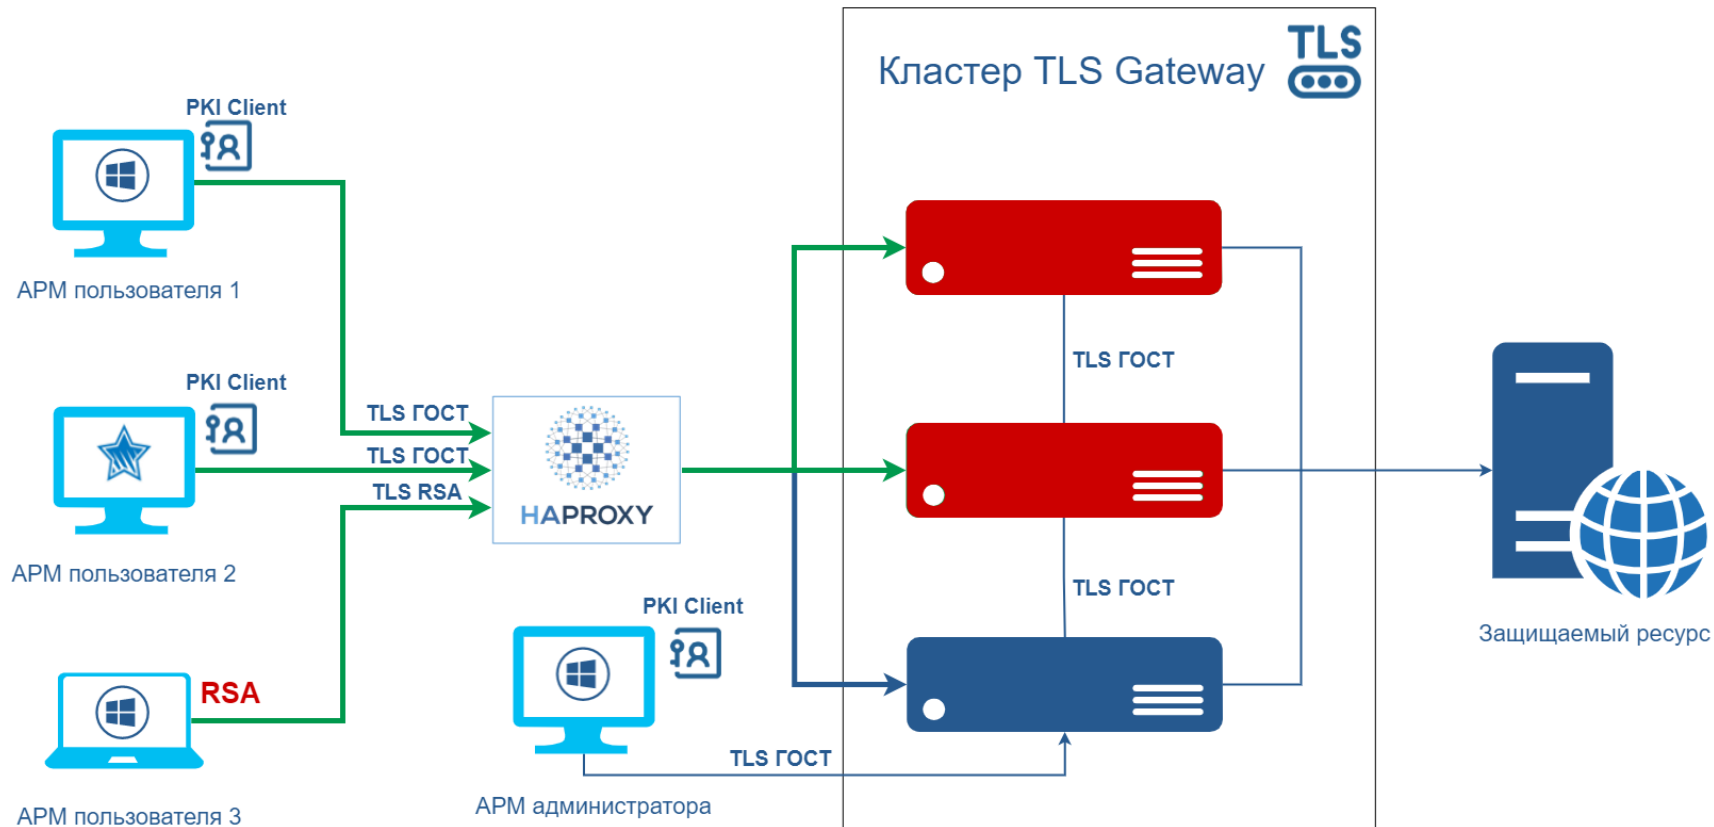 Кластер TLS Gateway
TLS
PKI Client
АРМ пользователя 1
PKI Client
АРМ пользователя 2
RSA
АРМ пользователя 3
TLS ГОСТ
TLS ГОСТ
TLS RSA
HAPROXY
PKI Client
TLS ГОСТ
АРМ администратора
TLS ГОСТ
TLS ГОСТ
Защищаемый ресурс